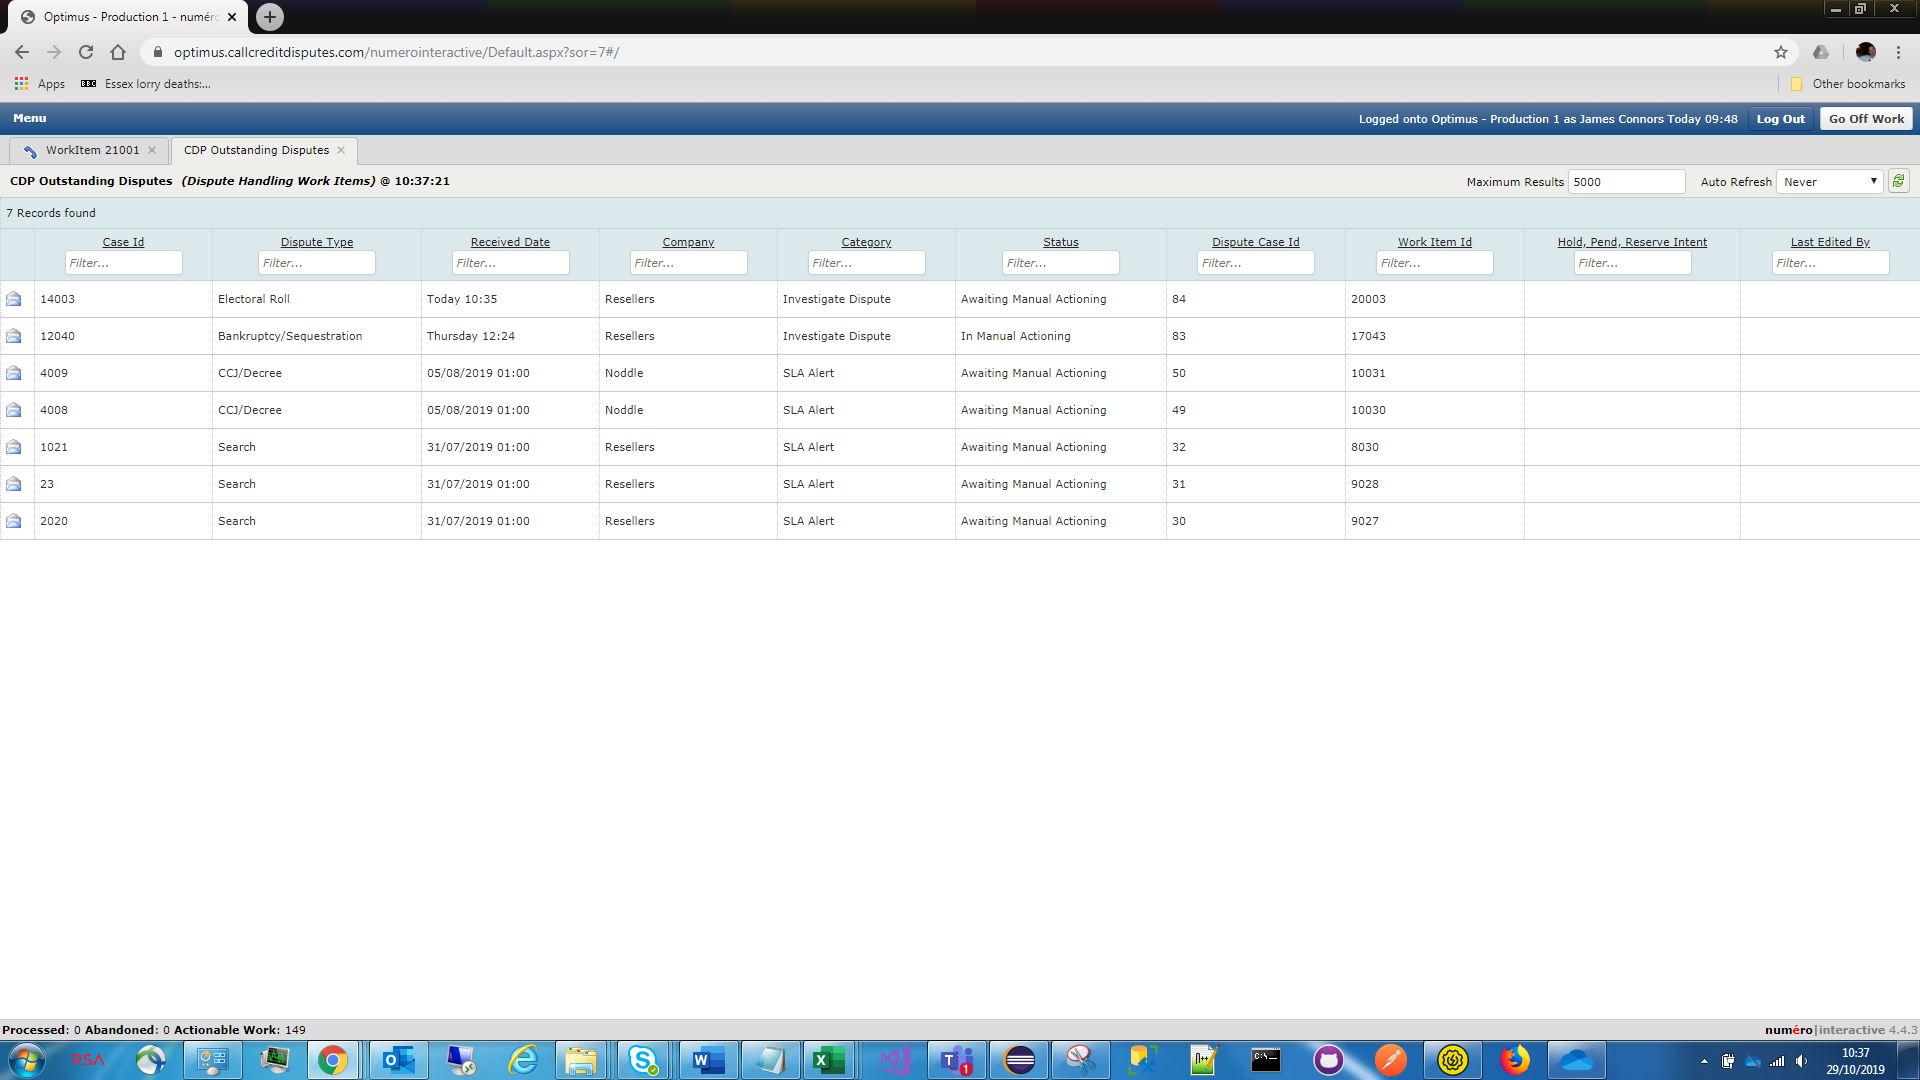 Optimus - Production 1 - numéro
optimus.callcreditdisputes.com/numerointeractive/Default.aspx?sor=7#/
Apps BBC Essex lorry deaths:... Other bookmarks
Menu Logged onto Optimus - Production 1 as James Connors Today 09:48 Log Out Go Off Work
WorkItem 21001 CDP Outstanding Disputes
CDP Outstanding Disputes (Dispute Handling Work Items) @ 10:37:21 Maximum Results 5000 Auto Refresh Never
7 Records found
Case Id Dispute Type Received Date Company Category Status Dispute Case Id Work Item Id Hold, Pend, Reserve Intent Last Edited By
Filter... Filter... Filter... Filter... Filter... Filter... Filter... Filter... Filter... Filter...
14003 Electoral Roll Today 10:35 Resellers Investigate Dispute Awaiting Manual Actioning 84 20003
12040 Bankruptcy/Sequestration Thursday 12:24 Resellers Investigate Dispute In Manual Actioning 83 17043
4009 CCJ/Decree 05/08/2019 01:00 Noddle SLA Alert Awaiting Manual Actioning 50 10031
4008 CCJ/Decree 05/08/2019 01:00 Noddle SLA Alert Awaiting Manual Actioning 49 10030
1021 Search 31/07/2019 01:00 Resellers SLA Alert Awaiting Manual Actioning 32 8030
23 Search 31/07/2019 01:00 Resellers SLA Alert Awaiting Manual Actioning 31 9028
2020 Search 31/07/2019 01:00 Resellers SLA Alert Awaiting Manual Actioning 30 9027
Processed: 0 Abandoned: 0 Actionable Work: 149 numéro|interactive 4.4.3
RSA 10:37
29/10/2019